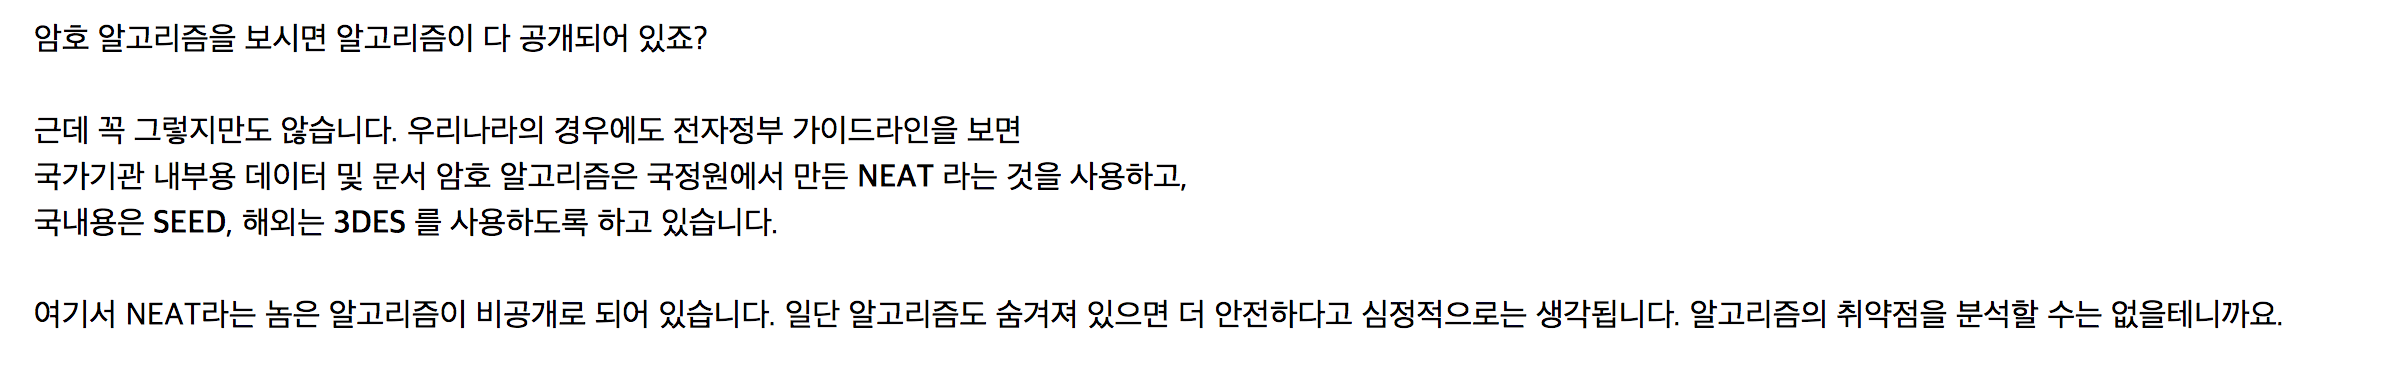 암호 알고리즘을 보시면 알고리즘이 다 공개되어 있죠?
근데 꼭 그렇지만도 않습니다. 우리나라의 경우에도 전자정부 가이드라인을 보면
국가기관 내부용 데이터 및 문서 암호 알고리즘은 국정원에서 만든 NEAT 라는 것을 사용하고,
국내용은 SEED, 해외는 3DES 를 사용하도록 하고 있습니다.
여기서 NEAT라는 놈은 알고리즘이 비공개로 되어 있습니다. 일단 알고리즘도 숨겨져 있으면 더 안전하다고 심정적으로는 생각됩니다. 알고리즘의 취약점을 분석할 수는 없을테니까요.